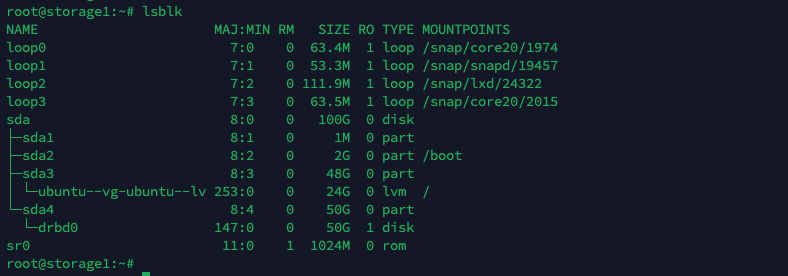 root@storage1:~# lsblk
NAME                      MAJ:MIN RM   SIZE RO TYPE MOUNTPOINTS
loop0                       7:0    0  63.4M  1 loop /snap/core20/1974
loop1                       7:1    0  53.3M  1 loop /snap/snapd/19457
loop2                       7:2    0 111.9M  1 loop /snap/lxd/24322
loop3                       7:3    0  63.5M  1 loop /snap/core20/2015
sda                         8:0    0   100G  0 disk
├─sda1                      8:1    0     1M  0 part
├─sda2                      8:2    0     2G  0 part /boot
├─sda3                      8:3    0    48G  0 part
│ └─ubuntu--vg-ubuntu--lv 253:0    0    24G  0 lvm  /
└─sda4                      8:4    0    50G  0 part
  └─drbd0                 147:0    0    50G  1 disk
sr0                        11:0    1  1024M  0 rom
root@storage1:~#